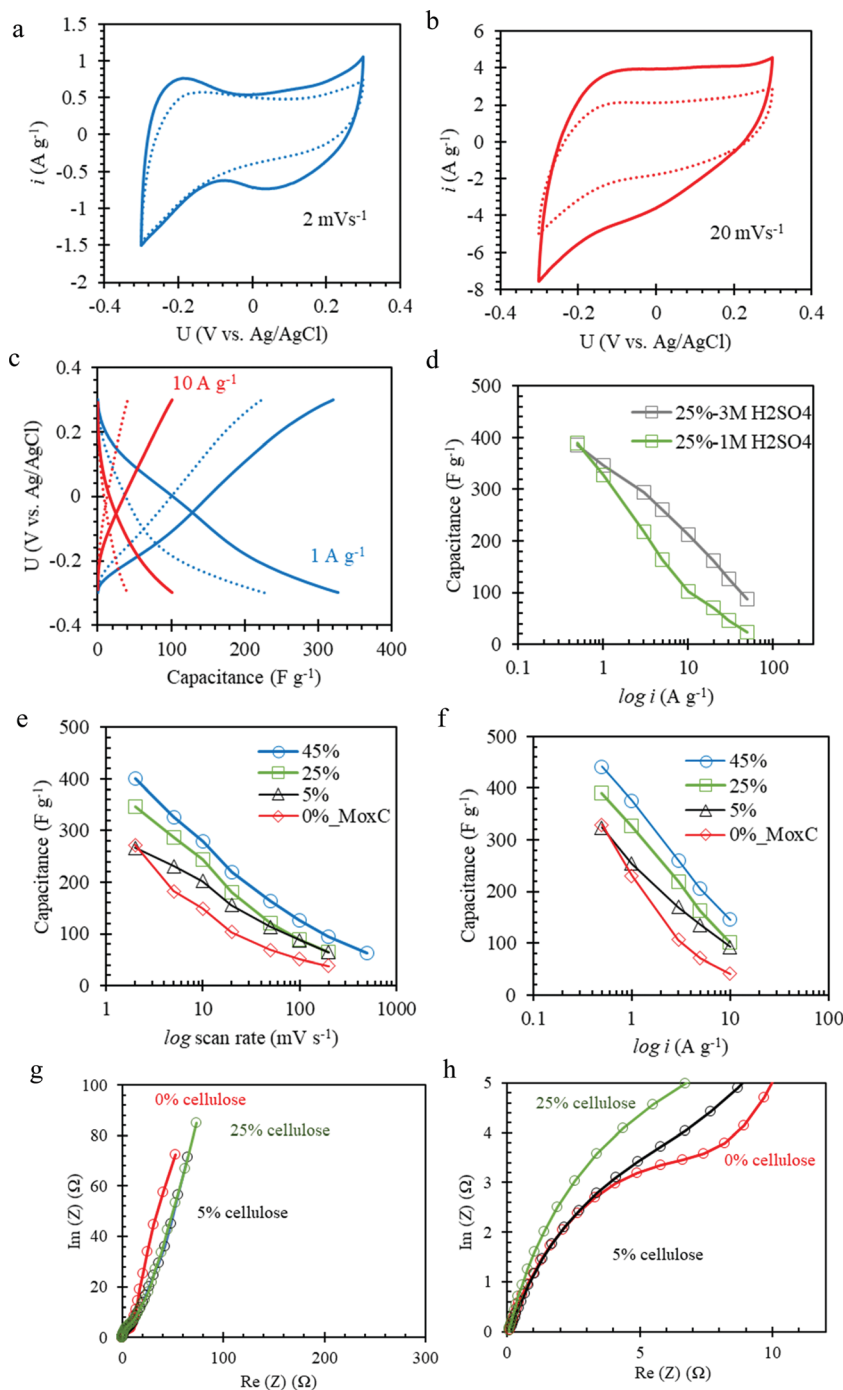 a
1.5
1
0.5
0
-0.5
-1
-1.5
-2
-0.4
-0.2
0
0.2
0.4
i (A g-1)
2 mVs-1
U (V vs. Ag/AgCl)
b
6
4
2
0
-2
-4
-6
-8
-0.4
-0.2
0
0.2
0.4
i (A g-1)
20 mVs-1
U (V vs. Ag/AgCl)
c
0.4
0.2
0
-0.2
-0.4
0
100
200
300
400
U (V vs. Ag/AgCl)
10 A g-1
1 A g-1
Capacitance (F g-1)
d
500
400
300
200
100
0
0.1
1
10
100
1000
Capacitance (F g-1)
25%-3M H2SO4
25%-1M H2SO4
log i (A g-1)
e
500
400
300
200
100
0
1
10
100
1000
Capacitance (F g-1)
45%
25%
5%
0%_MoxC
log scan rate (mV s-1)
f
500
400
300
200
100
0
0.1
1
10
100
Capacitance (F g-1)
45%
25%
5%
0%_MoxC
log i (A g-1)
g
100
80
60
40
20
0
0
100
200
300
Im (Z) (Ω)
0% cellulose
25% cellulose
5% cellulose
Re (Z) (Ω)
h
5
4
3
2
1
0
0
5
10
Im (Z) (Ω)
25% cellulose
0% cellulose
5% cellulose
Re (Z) (Ω)